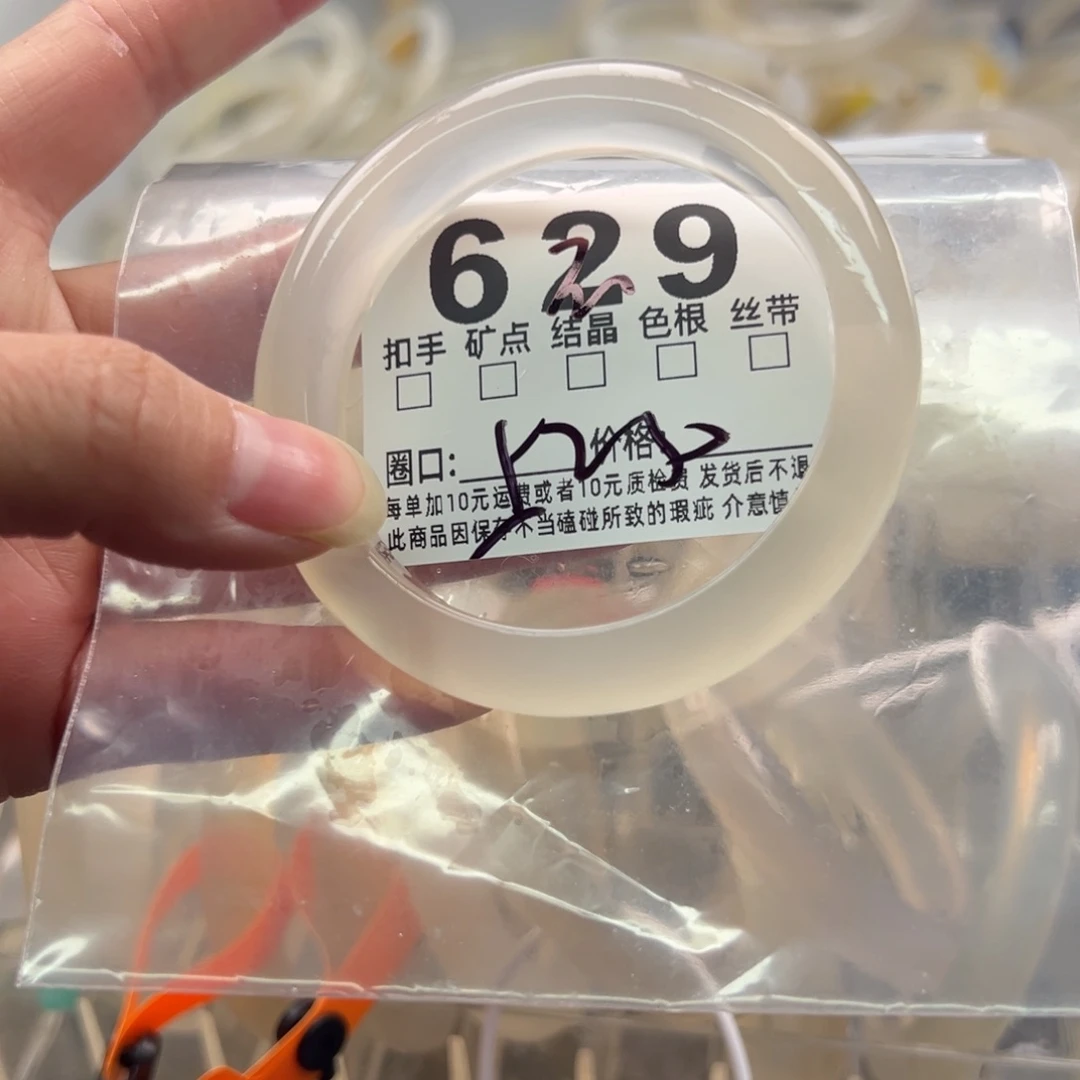 629
扣手 矿点 结晶 色根 丝带
圈口: 价格:
每单加10元运费或者10元质检费 发货后不退
此商品因保存不当磕碰所致的瑕疵 介意慎